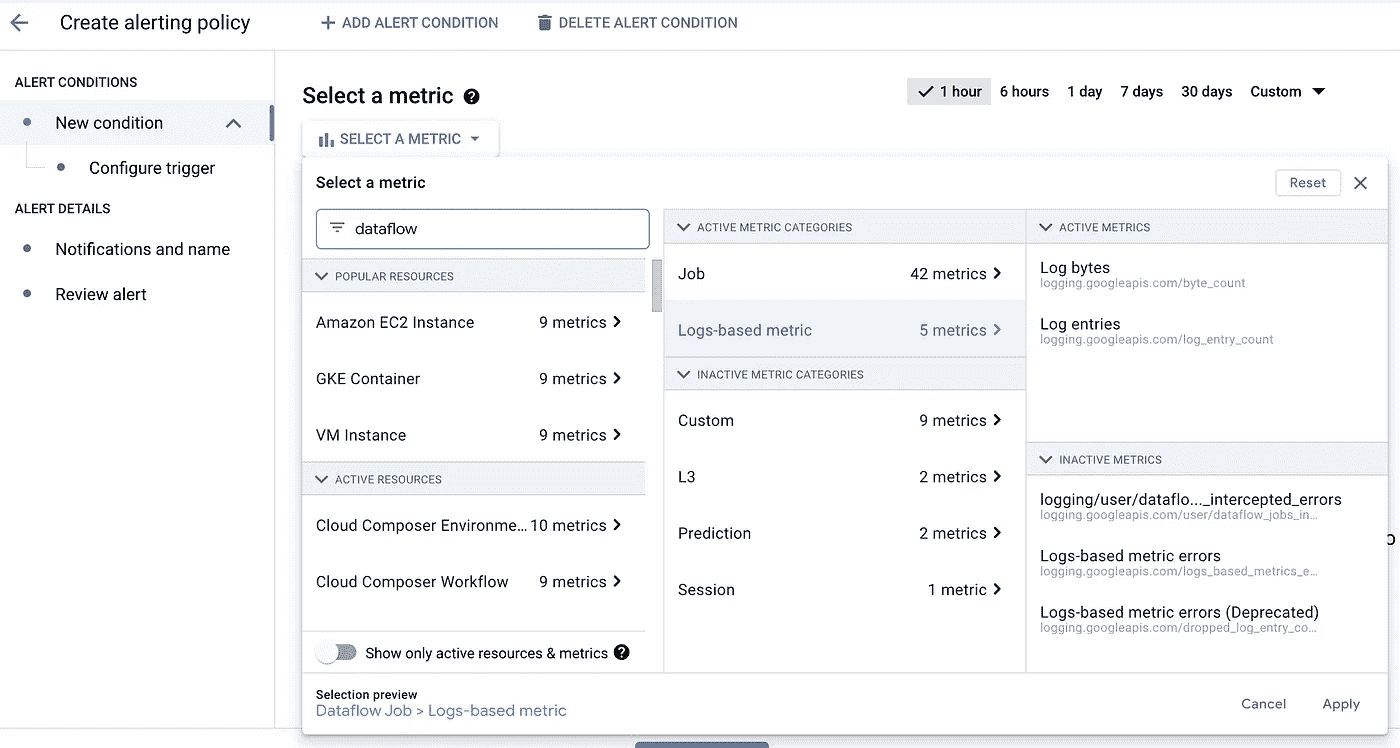 Create alerting policy
ADD ALERT CONDITION
DELETE ALERT CONDITION
ALERT CONDITIONS
New condition
Configure trigger
ALERT DETAILS
Notifications and name
Review alert
Select a metric
1 hour 6 hours 1 day 7 days 30 days Custom
SELECT A METRIC
Select a metric
Reset
dataflow
POPULAR RESOURCES
Amazon EC2 Instance 9 metrics
GKE Container 9 metrics
VM Instance 9 metrics
ACTIVE RESOURCES
Cloud Composer Environme... 10 metrics
Cloud Composer Workflow 9 metrics
Show only active resources & metrics
ACTIVE METRIC CATEGORIES
Job 42 metrics
Logs-based metric 5 metrics
INACTIVE METRIC CATEGORIES
Custom 9 metrics
L3 2 metrics
Prediction 2 metrics
Session 1 metric
ACTIVE METRICS
Log bytes
logging.googleapis.com/byte_count
Log entries
logging.googleapis.com/log_entry_count
INACTIVE METRICS
logging/user/dataflo..._intercepted_errors
logging.googleapis.com/user/dataflow_jobs_in...
Logs-based metric errors
logging.googleapis.com/logs_based_metrics_e...
Logs-based metric errors (Deprecated)
logging.googleapis.com/dropped_log_entry_co...
Selection preview
Dataflow Job > Logs-based metric
Cancel
Apply